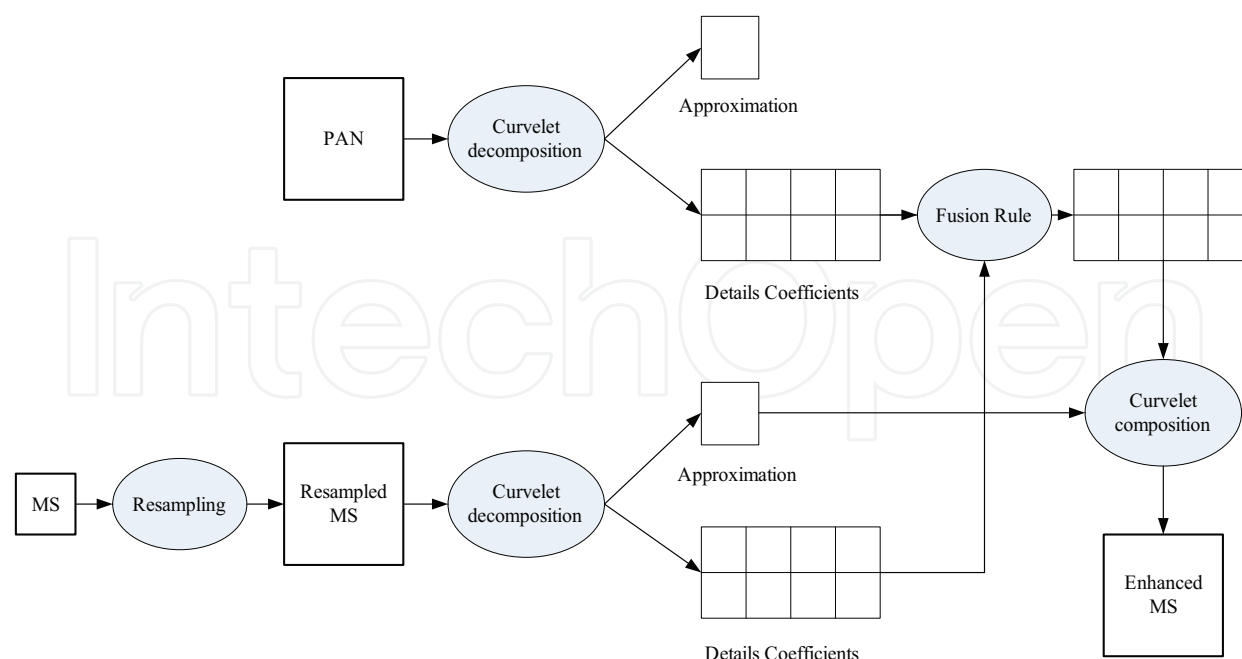 Approximation
PAN
Curvelet
decomposition
Fusion Rule
Details Coefficients
IntechOpen
Curvelet
composition
Approximation
MS
Resampling
Resampled
MS
Curvelet
decomposition
Enhanced
MS
Details Coefficients